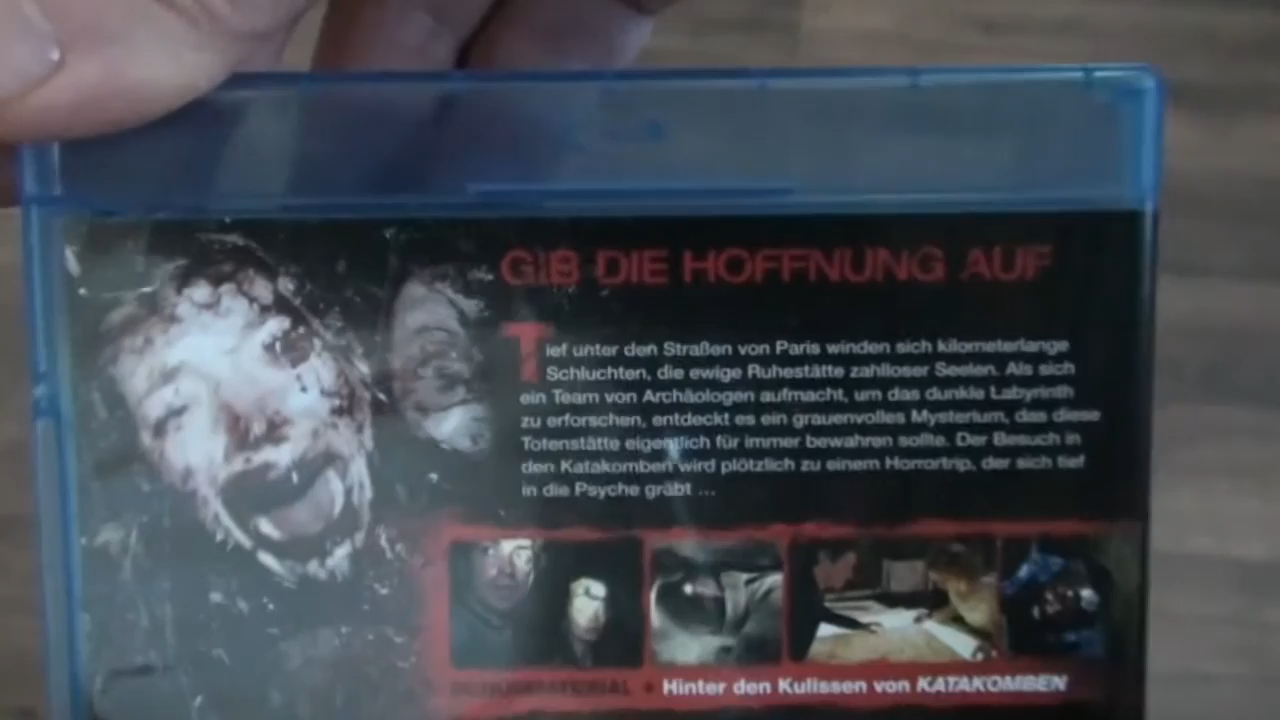 GIB DIE HOFFNUNG AUF
Tief unter den Straßen von Paris winden sich kilometerlange
Schluchten, die ewige Ruhestätte zahlloser Seelen. Als sich
ein Team von Archäologen aufmacht, um das dunkle Labyrinth
zu erforschen, entdeckt es ein grauenvolles Mysterium, das diese
Totenstätte eigentlich für immer bewahren sollte. Der Besuch in
den Katakomben wird plötzlich zu einem Horrortrip, der sich tief
in die Psyche gräbt ...
BONUSMATERIAL • Hinter den Kulissen von KATAKOMBEN